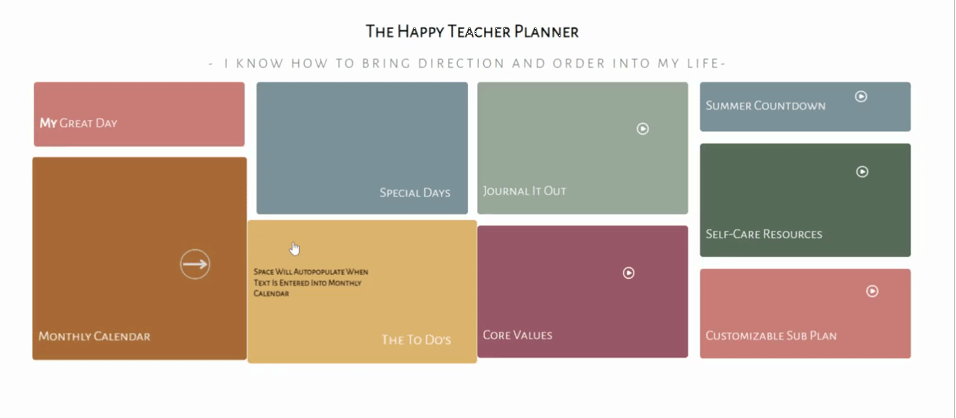 The Happy Teacher Planner
- I KNOW HOW TO BRING DIRECTION AND ORDER INTO MY LIFE-
My Great Day
Special Days
Journal It Out
Summer Countdown
Monthly Calendar
Space Will Autopopulate When
Text Is Entered Into Monthly
Calendar
The To Do's
Core Values
Self-Care Resources
Customizable Sub Plan